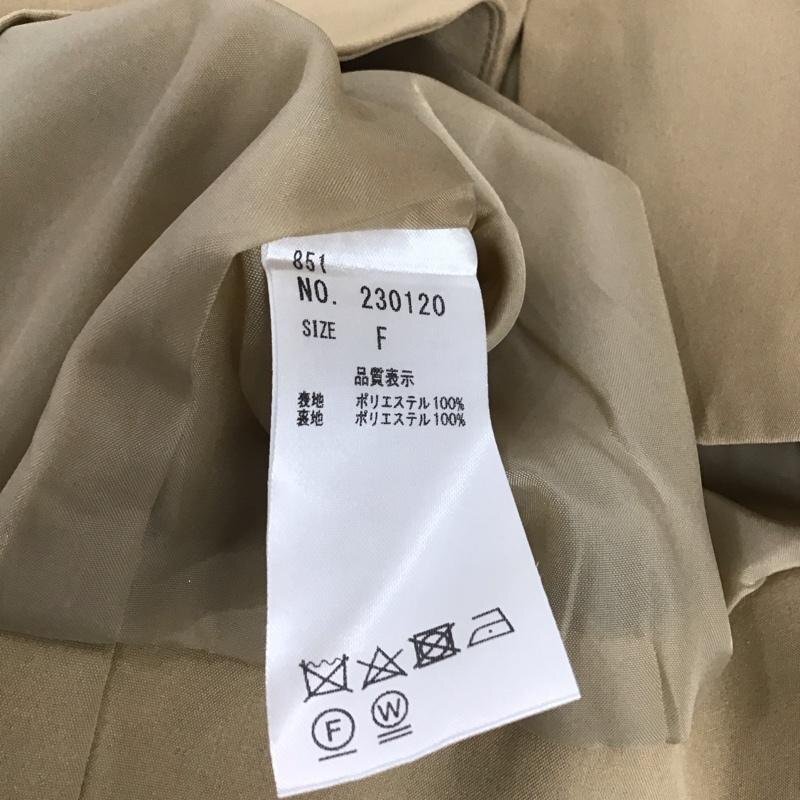 851
NO. 230120
SIZE F
品質表示
表地 ポリエステル100%
裏地 ポリエステル100%
F W